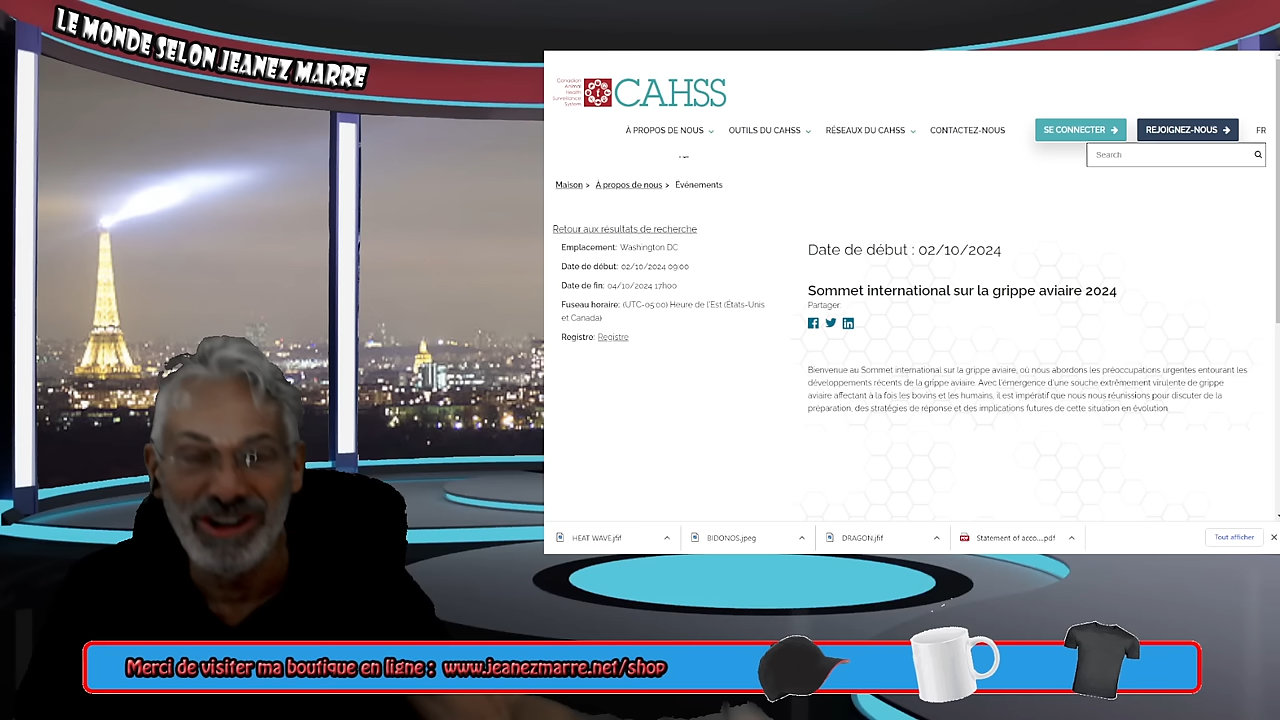 LE MONDE SELON JEANEZ MARRE
Canadian
Animal
Health
Surveillance
System
CAHSS
À PROPOS DE NOUS
OUTILS DU CAHSS
RÉSEAUX DU CAHSS
CONTACTEZ-NOUS
SE CONNECTER
REJOIGNEZ-NOUS
FR
Search
Maison > À propos de nous > Événements
Retour aux résultats de recherche
Emplacement: Washington DC
Date de début: 02/10/2024 09:00
Date de fin: 04/10/2024 17h00
Fuseau horaire: (UTC-05:00) Heure de l'Est (États-Unis
et Canada)
Registro: Registre
Date de début : 02/10/2024
Sommet international sur la grippe aviaire 2024
Partager:
Bienvenue au Sommet international sur la grippe aviaire, où nous abordons les préoccupations urgentes entourant les
développements récents de la grippe aviaire. Avec l'émergence d'une souche extrêmement virulente de grippe
aviaire affectant à la fois les bovins et les humains, il est impératif que nous nous réunissions pour discuter de la
préparation, des stratégies de réponse et des implications futures de cette situation en évolution.
HEAT WAVE.jfif
BIDONOS.jpeg
DRAGON.jfif
Statement of acco....pdf
Tout afficher
Merci de visiter ma boutique en ligne : www.jeanezmarre.net/shop